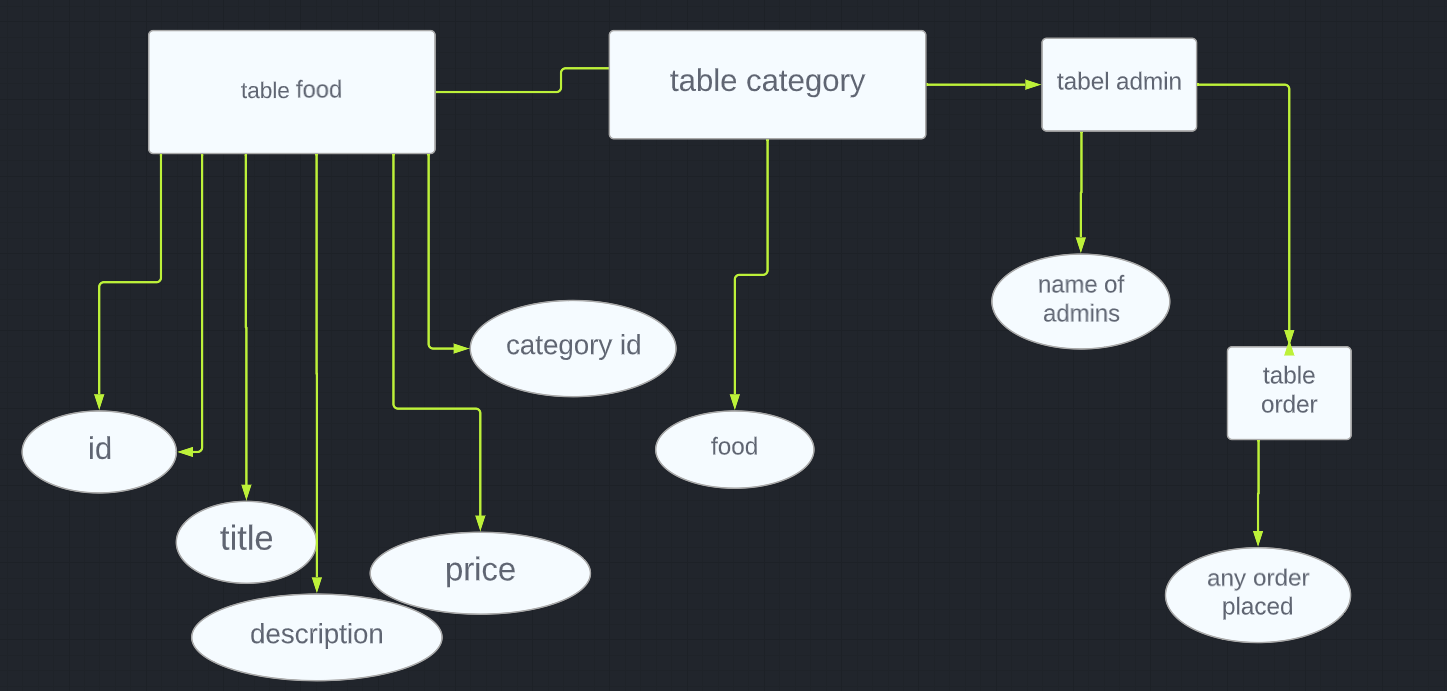 table food
table category
tabel admin
name of
admins
category id
table
order
id
food
title
price
any order
placed
description